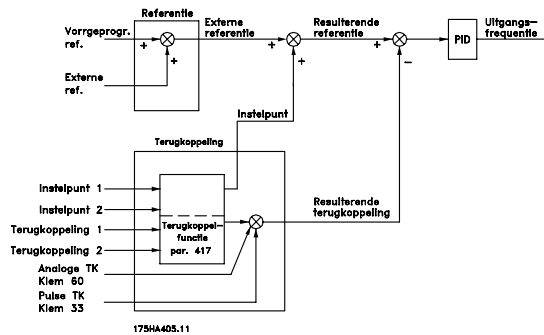 Referentie
Vorrgeprogr.
ref.
Externe
referentie
Resulterende
referentie
Uitgangs-
frequentie
+
+
+
+
+
−
PID
Externe
ref.
Instelpunt
Terugkoppeling
Instelpunt 1
Instelpunt 2
Terugkoppeling 1
Terugkoppeling 2
Terugkoppel-
functie
par. 417
Resulterende
terugkoppeling
Analoge TK
Klem 60
Pulse TK
Klem 33
175HA405.11